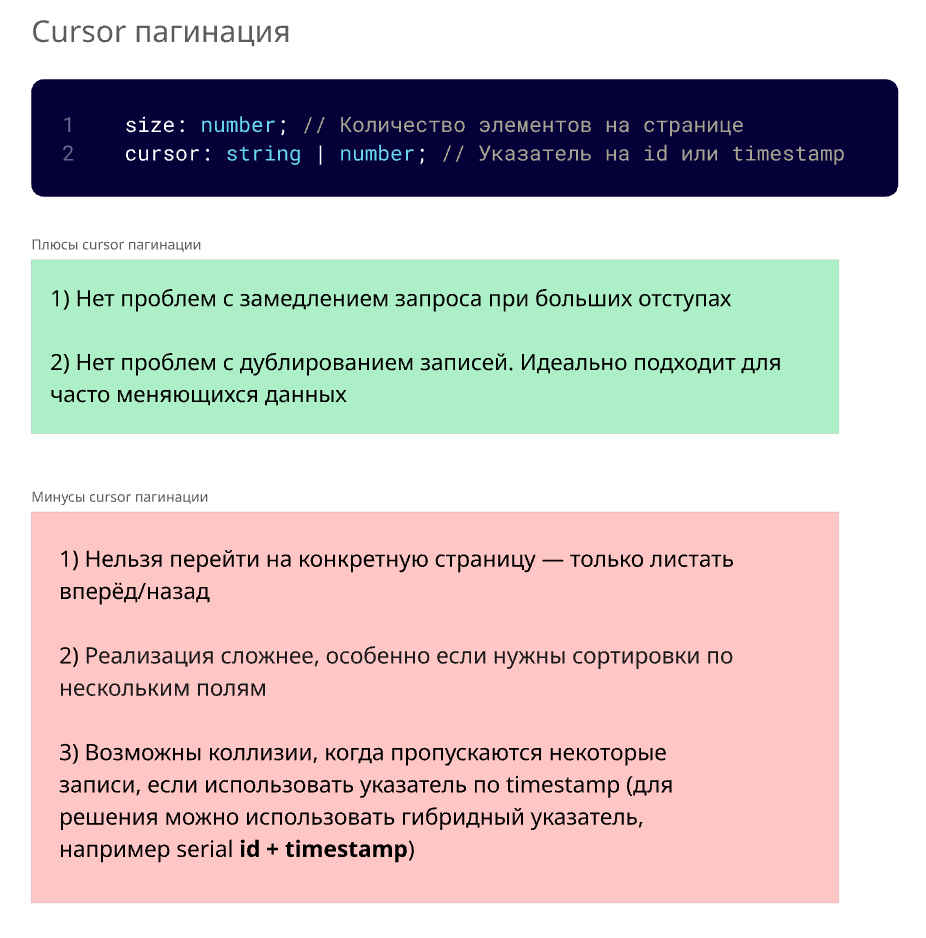 Cursor пагинация
1 size: number; // Количество элементов на странице
2 cursor: string | number; // Указатель на id или timestamp
Плюсы cursor пагинации
1) Нет проблем с замедлением запроса при больших отступах
2) Нет проблем с дублированием записей. Идеально подходит для
часто меняющихся данных
Минусы cursor пагинации
1) Нельзя перейти на конкретную страницу — только листать
вперёд/назад
2) Реализация сложнее, особенно если нужны сортировки по
нескольким полям
3) Возможны коллизии, когда пропускаются некоторые
записи, если использовать указатель по timestamp (для
решения можно использовать гибридный указатель,
например serial id + timestamp)